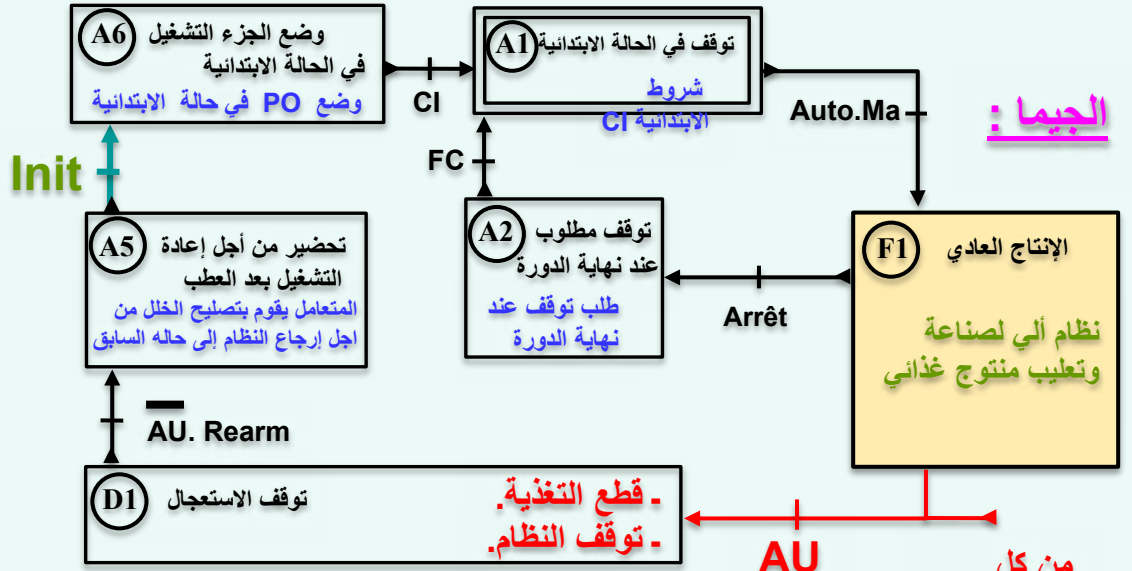 الجيما :
A6
وضع الجزء التشغيل
في الحالة الابتدائية
وضع PO في حالة الابتدائية
CI
A1
توقف في الحالة الابتدائية
شروط
الابتدائية CI
Auto.Ma
Init
FC
A5
تحضير من أجل إعادة
التشغيل بعد العطب
المتعامل يقوم بتصليح الخلل من
اجل إرجاع النظام إلى حاله السابق
A2
توقف مطلوب
عند نهاية الدورة
طلب توقف عند
نهاية الدورة
Arrêt
F1
الإنتاج العادي
نظام ألي لصناعة
وتعليب منتوج غذائي
A̅U̅. Rearm
D1
توقف الاستعجال
ـ قطع التغذية.
ـ توقف النظام.
AU
من كل